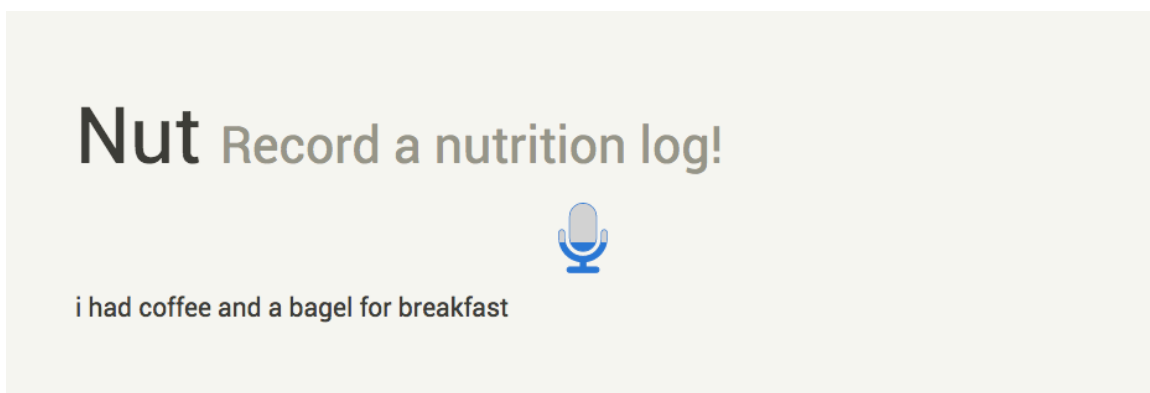 Nut Record a nutrition log!
i had coffee and a bagel for breakfast